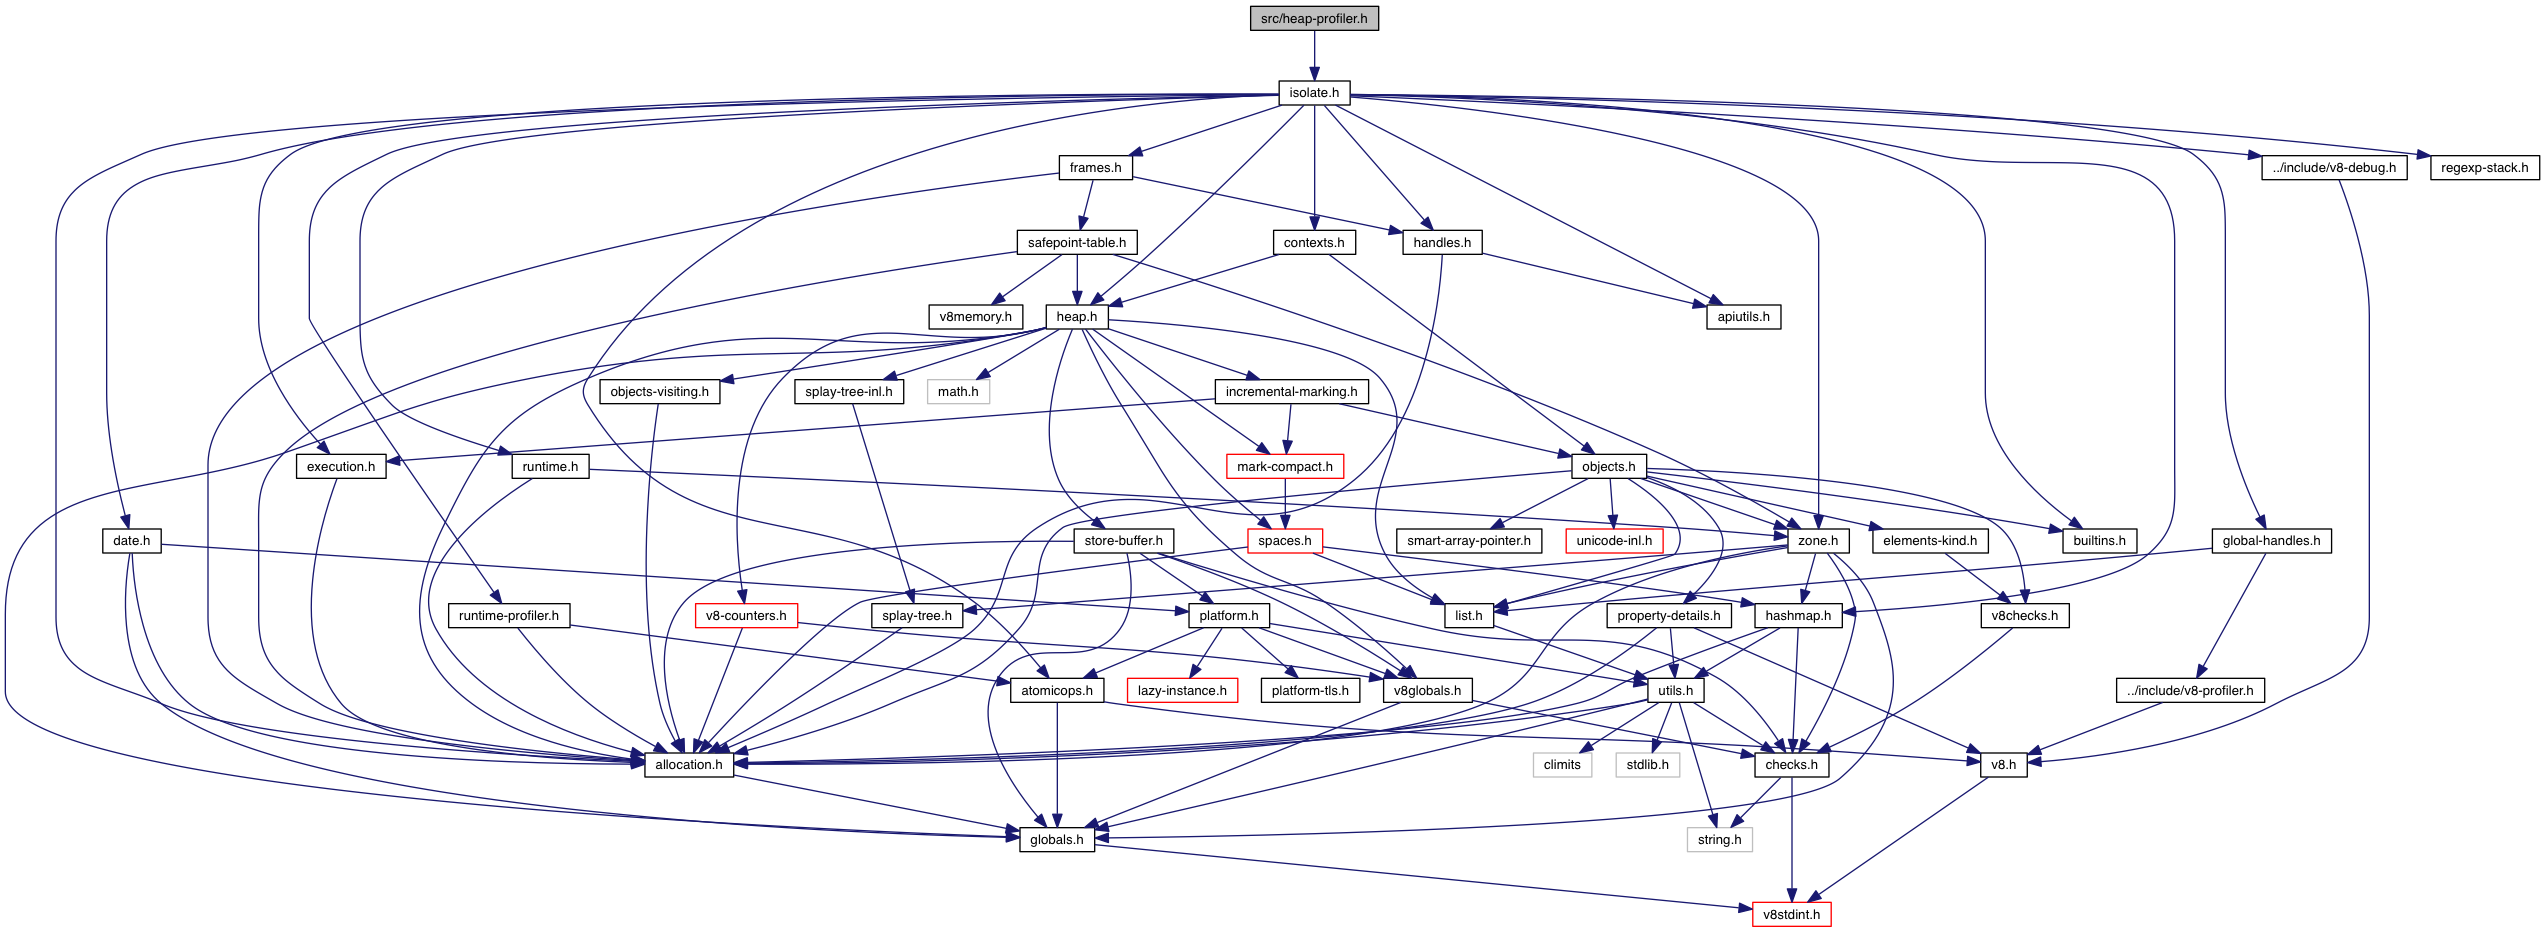 src/heap-profiler.h
isolate.h
frames.h
../include/v8-debug.h
regexp-stack.h
safepoint-table.h
contexts.h
handles.h
v8memory.h
heap.h
apiutils.h
objects-visiting.h
splay-tree-inl.h
math.h
incremental-marking.h
execution.h
runtime.h
mark-compact.h
objects.h
date.h
store-buffer.h
spaces.h
smart-array-pointer.h
unicode-inl.h
zone.h
elements-kind.h
builtins.h
global-handles.h
runtime-profiler.h
v8-counters.h
splay-tree.h
platform.h
list.h
property-details.h
hashmap.h
v8checks.h
atomicops.h
lazy-instance.h
platform-tls.h
v8globals.h
utils.h
../include/v8-profiler.h
allocation.h
climits
stdlib.h
checks.h
v8.h
globals.h
string.h
v8stdint.h